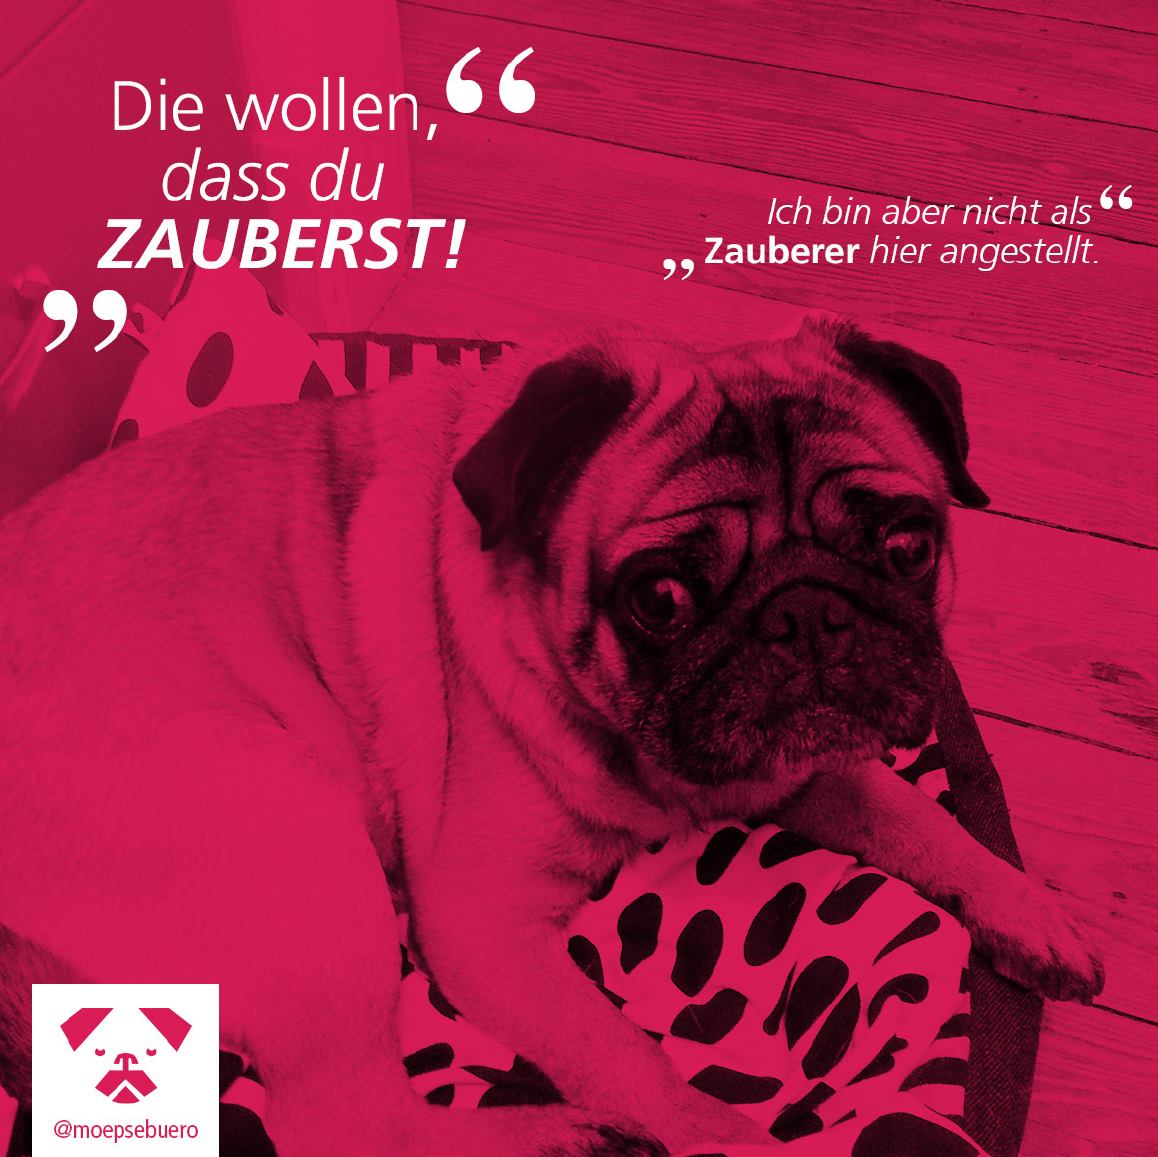 Die wollen,“
dass du
„ZAUBERST!
Ich bin aber nicht als“
„Zauberer hier angestellt.
@moepsebuero